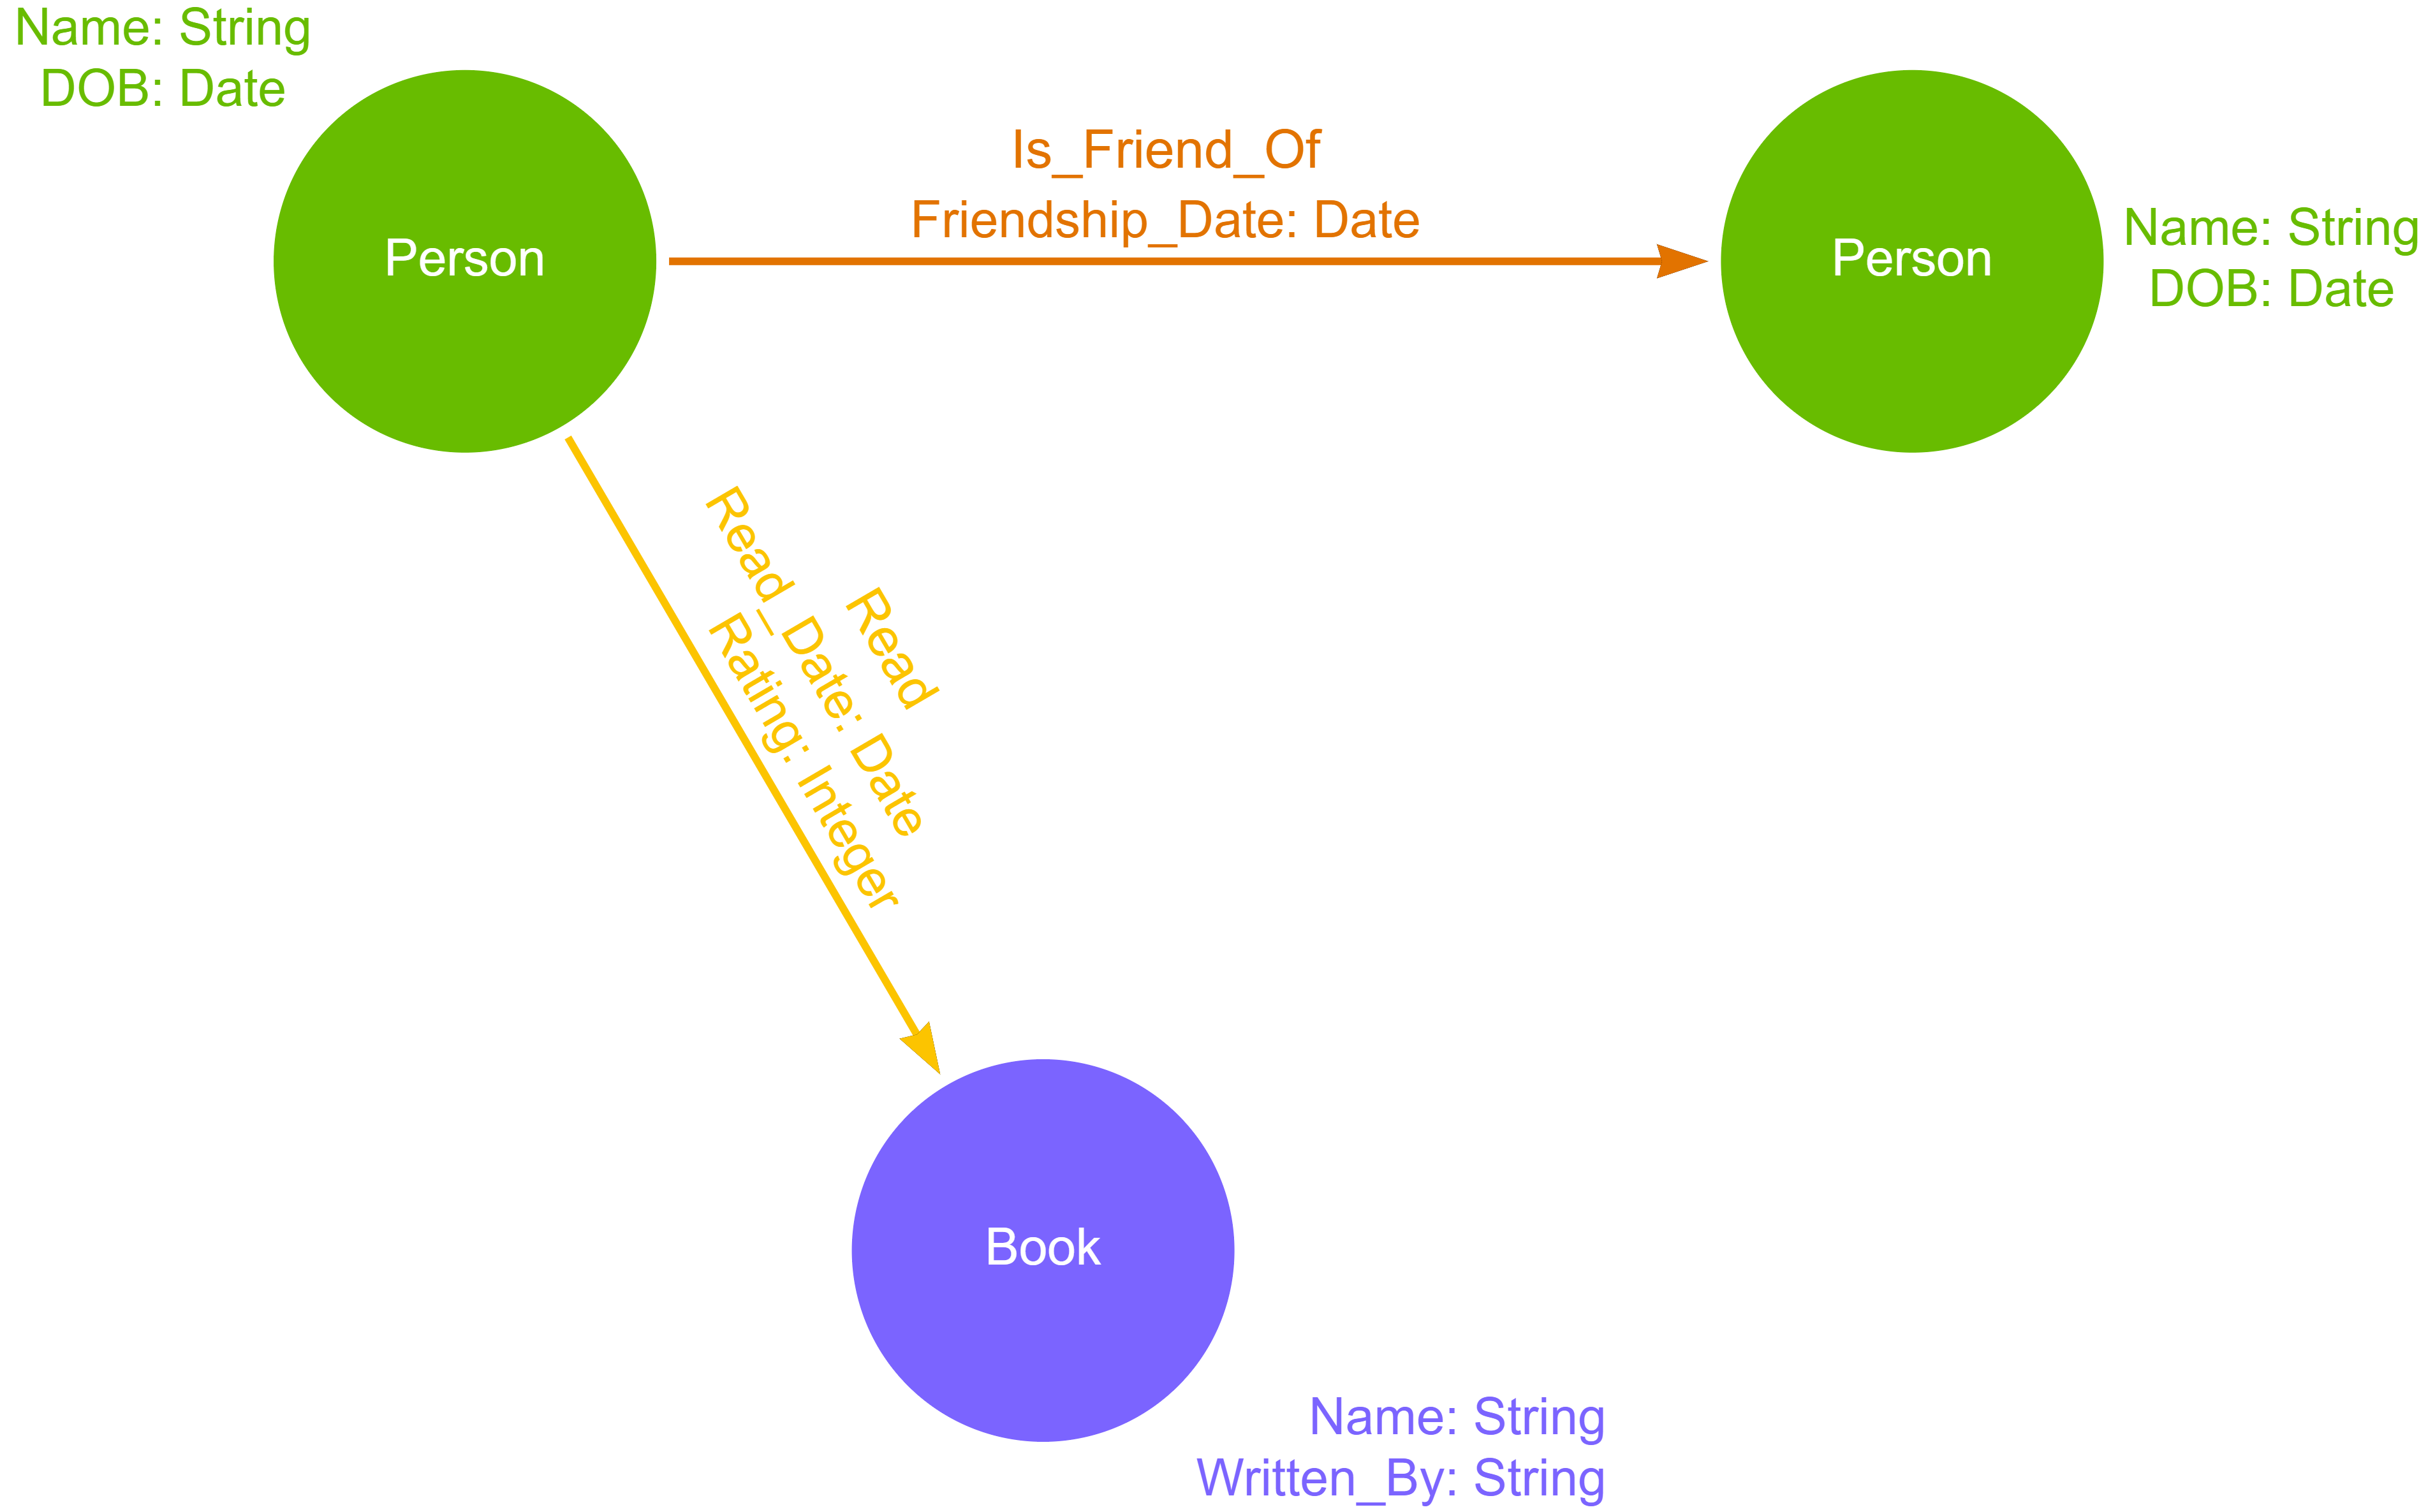 Name: String
DOB: Date
Person
Is_Friend_Of
Friendship_Date: Date
Person
Name: String
DOB: Date
Read
Read_Date: Date
Rating: Integer
Book
Name: String
Written_By: String